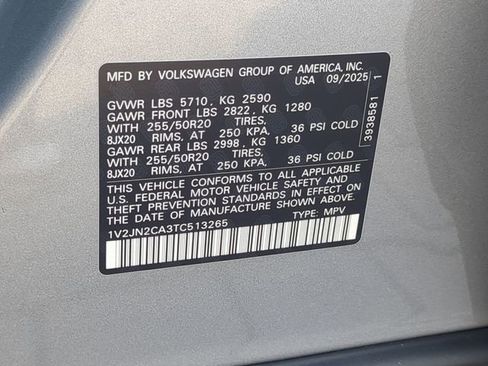 MFD BY VOLKSWAGEN GROUP OF AMERICA, INC.
USA 09/2025
GVWR LBS 5710, KG 2590
GAWR FRONT LBS 2822, KG 1280
WITH 255/50R20 TIRES,
8JX20 RIMS, AT 250 KPA, 36 PSI COLD
GAWR REAR LBS 2998, KG 1360
WITH 255/50R20 TIRES,
8JX20 RIMS, AT 250 KPA, 36 PSI COLD
THIS VEHICLE CONFORMS TO ALL APPLICABLE
U.S. FEDERAL MOTOR VEHICLE SAFETY AND
THEFT PREVENTION STANDARDS IN EFFECT ON
THE DATE OF MANUFACTURE SHOWN ABOVE.
1V2JN2CA3TC513265 TYPE: MPV
3938581 1